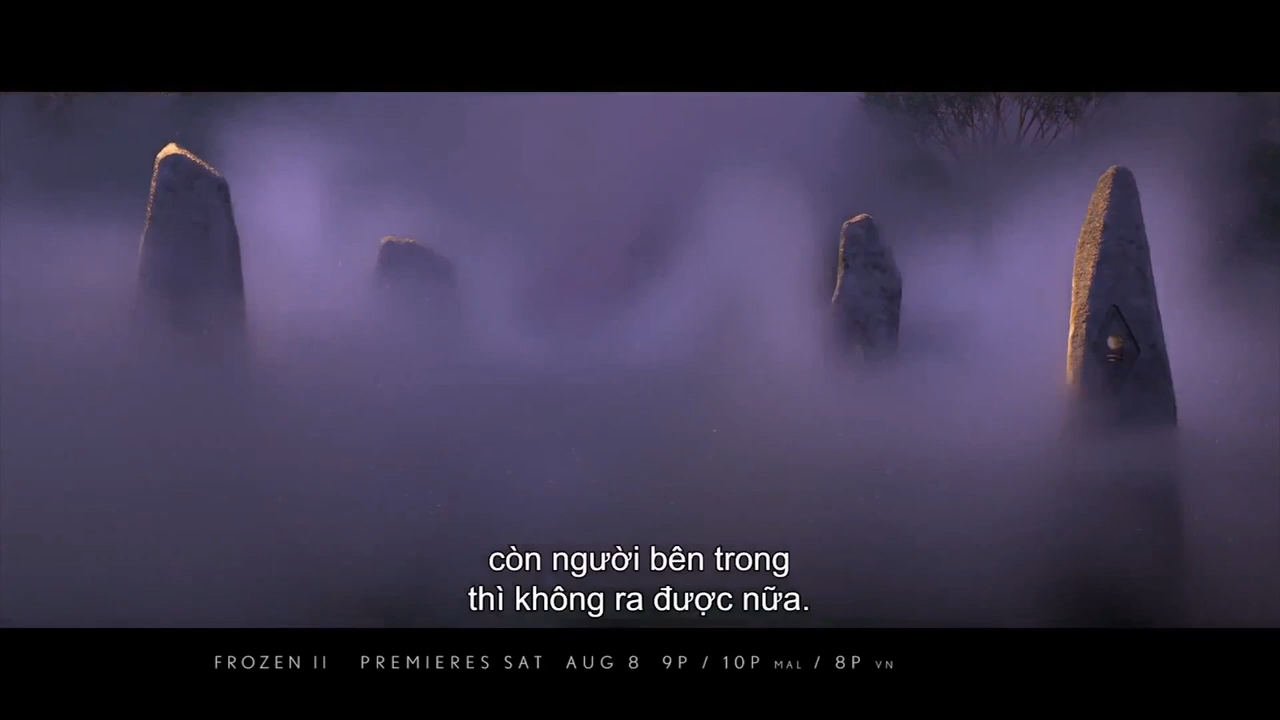 còn người bên trong
thì không ra được nữa.
FROZEN II PREMIERES SAT AUG 8 9P / 10P MAL / 8P VN